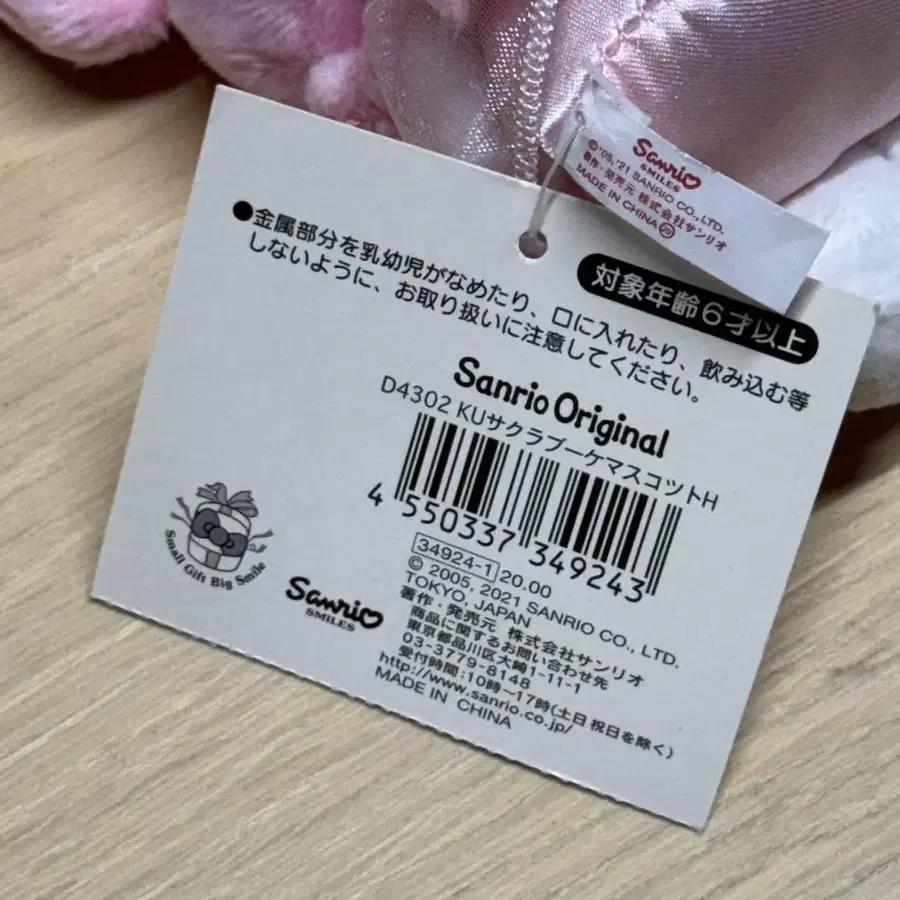 Sanrio
SMILES
©'05,'21 SANRIO CO.,LTD.
著作・発売元 株式会社サンリオ
MADE IN CHINA
対象年齢6才以上
●金属部分を乳幼児がなめたり、口に入れたり、飲み込む等
しないように、お取り扱いに注意してください。
Sanrio Original
D4302 KUサクラブーケマスコットH
4 550337 349243
34924-1 20.00
© 2005, 2021 SANRIO CO., LTD.
TOKYO, JAPAN
著作・発売元 株式会社サンリオ
商品に関するお問い合わせ先
東京都品川区大崎1-11-1
03-3779-8148
受付時間:10時~17時(土日祝日を除く)
http://www.sanrio.co.jp/
MADE IN CHINA
Small Gift Big Smile
Sanrio
SMILES